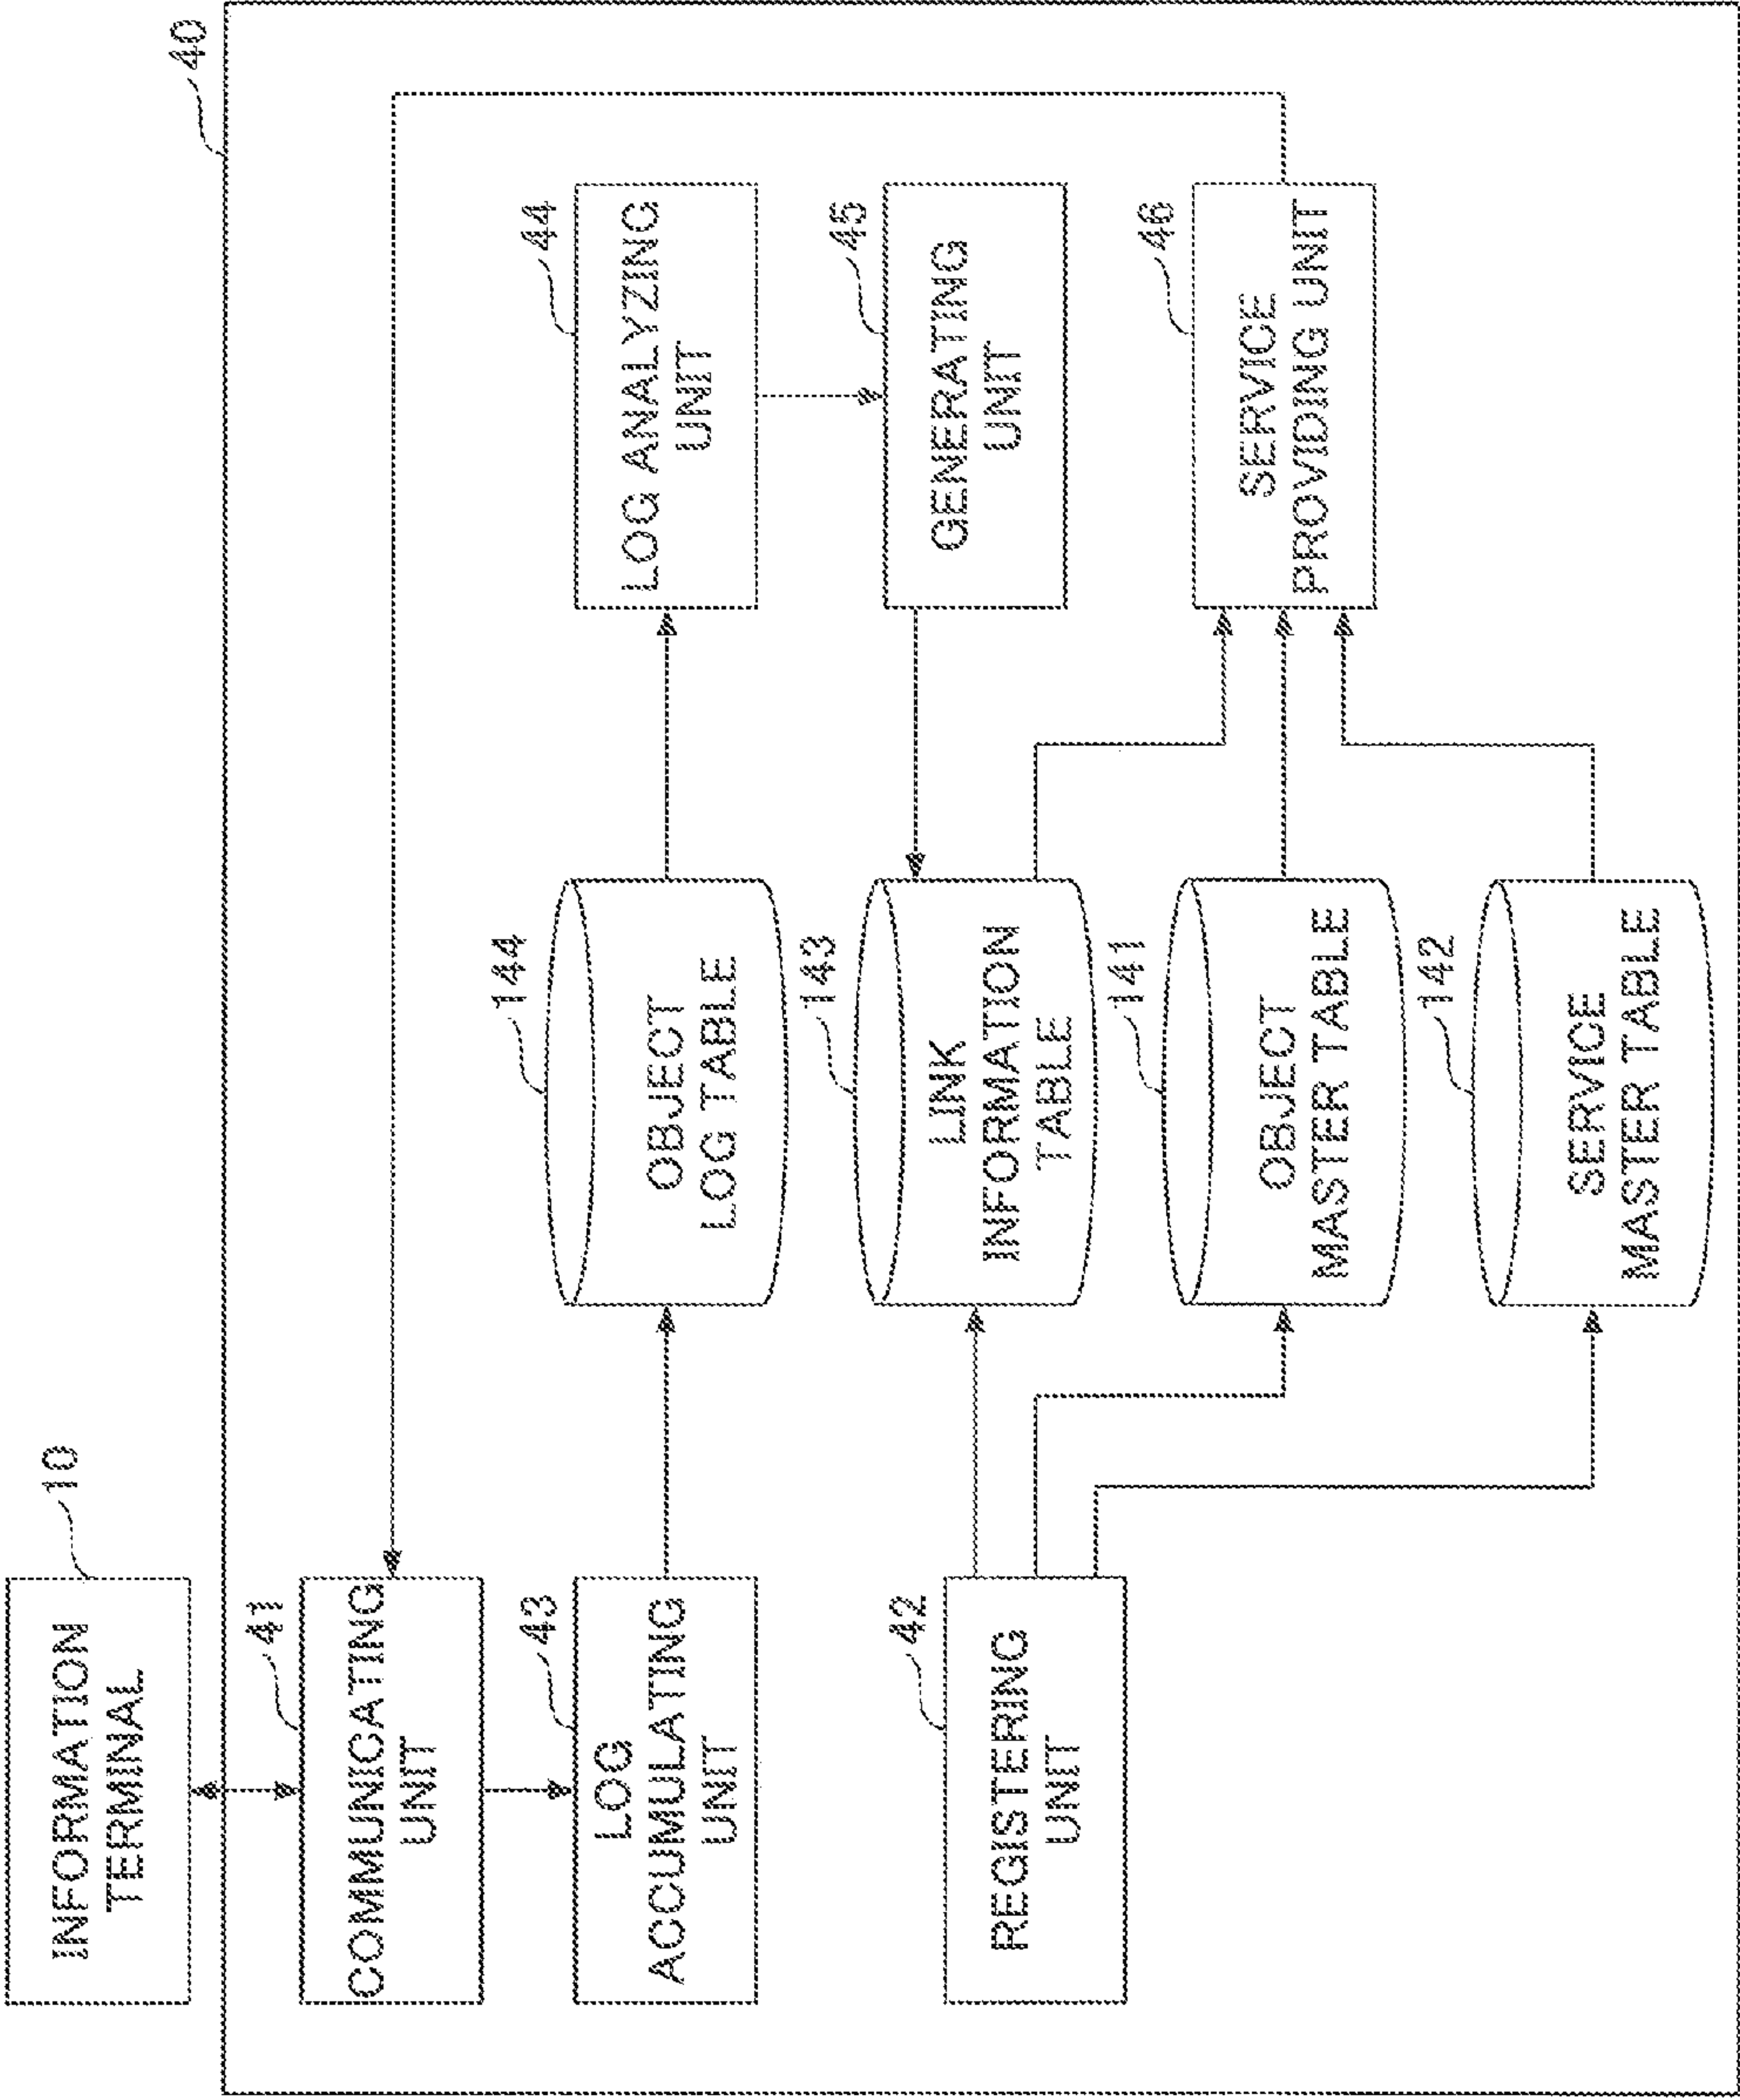 10
INFORMATION
TERMINAL
40
41
COMMUNICATING
UNIT
43
LOG
ACCUMULATING
UNIT
144
OBJECT
LOG TABLE
44
LOG ANALYZING
UNIT
42
REGISTERING
UNIT
143
LINK
INFORMATION
TABLE
45
GENERATING
UNIT
141
OBJECT
MASTER TABLE
46
SERVICE
PROVIDING UNIT
142
SERVICE
MASTER TABLE